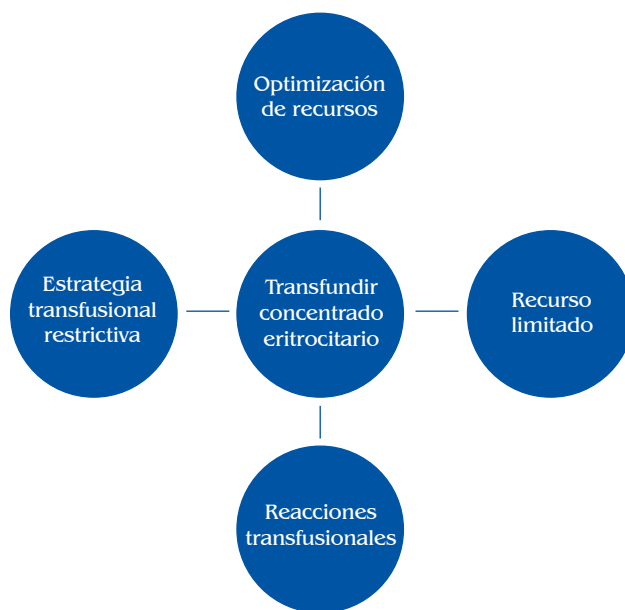 Optimización
de recursos
Estrategia
transfusional
restrictiva
Transfundir
concentrado
eritrocitario
Recurso
limitado
Reacciones
transfusionales